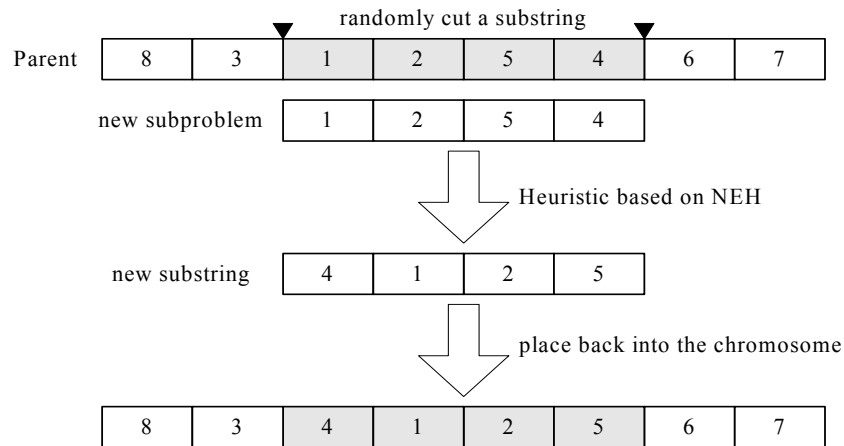 randomly cut a substring
Parent 8 3 1 2 5 4 6 7
new subproblem 1 2 5 4
Heuristic based on NEH
new substring 4 1 2 5
place back into the chromosome
8 3 4 1 2 5 6 7